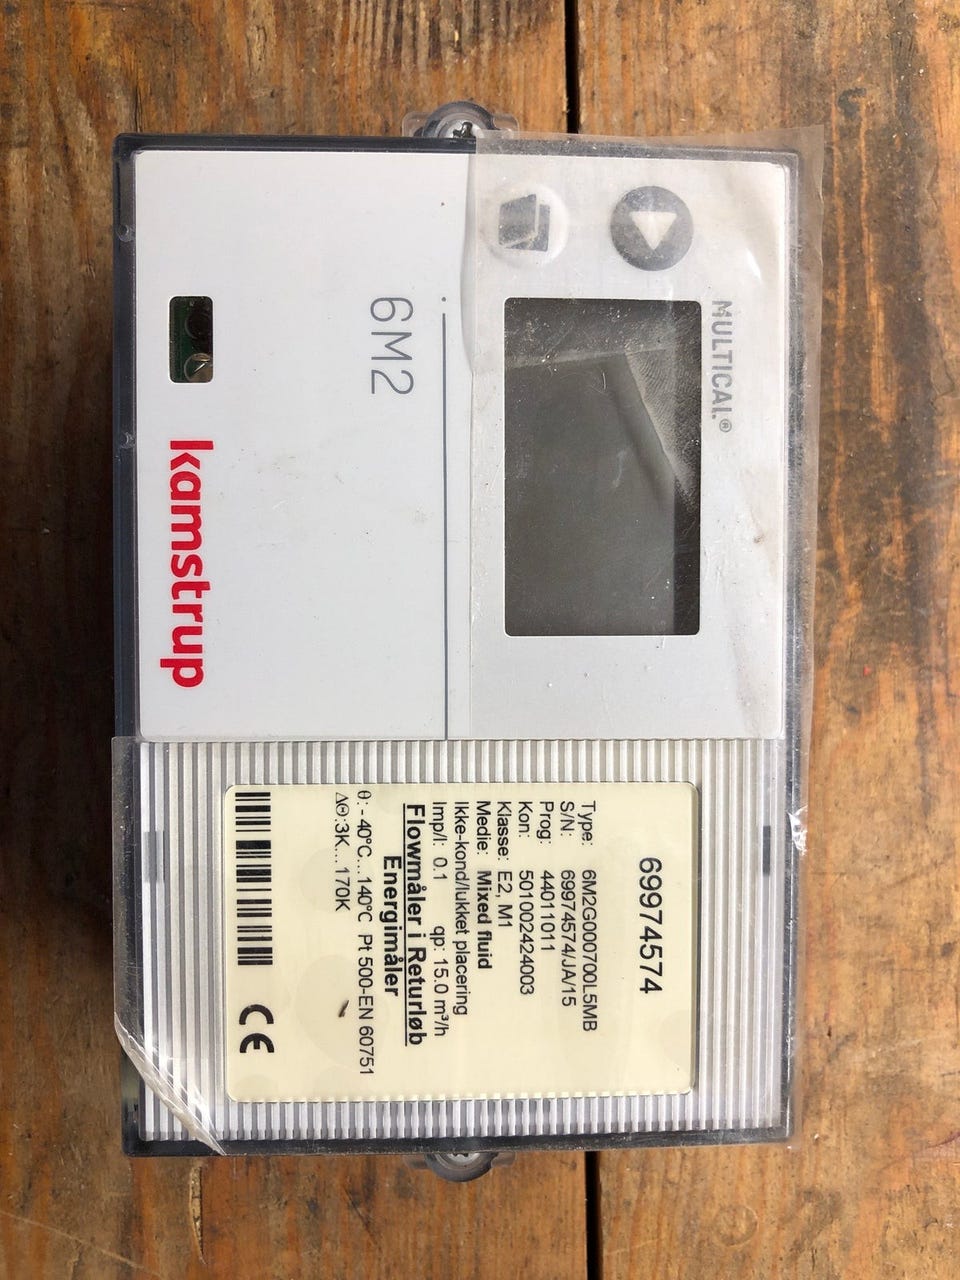 MULTICAL®
6M2
kamstrup
69974574
Type: 6M2G000700L5MB
S/N: 69974574/JA/15
Prog: 44011011
Kon: 501002424003
Klasse: E2, M1
Medie: Mixed fluid
Ikke-kond/lukket placering
Imp/l: 0.1 qp: 15.0 m³/h
Flowmåler i Returløb
Energimåler
θ: - 40°C...140°C Pt 500-EN 60751
ΔΘ: 3K... 170K
CE